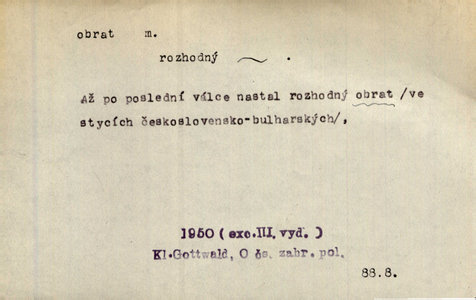 obrat m.
rozhodný ~ .
Až po poslední válce nastal rozhodný obrat /ve
stycích československo-bulharských/,
1950 ( exc.III. vyd. )
Kl.Gottwald, O čs. zahr. pol.
88.8.